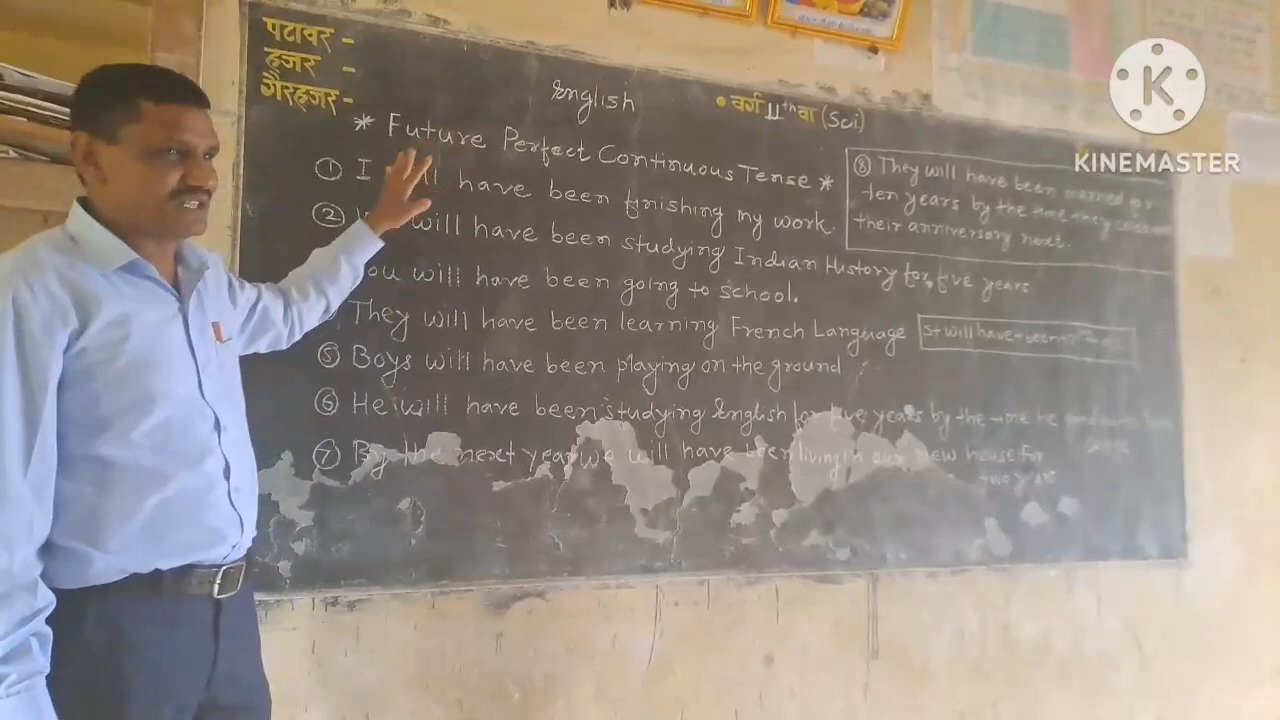 पटावर -
हजर -
गैरहजर -
English
• वर्ग 11th वा (Sci)
* Future Perfect Continuous Tense *
① I will have been finishing my work.
② will have been studying Indian History for five years
You will have been going to school.
They will have been learning French Language
S+ will have + been +
⑤ Boys will have been playing on the ground
⑥ He will have been studying English for five years by the time he
⑦ By the next year we will have been living in our new house for
two years
⑧ They will have been married for
ten years by the time they celebrate
their anniversary next.
K
KINEMASTER